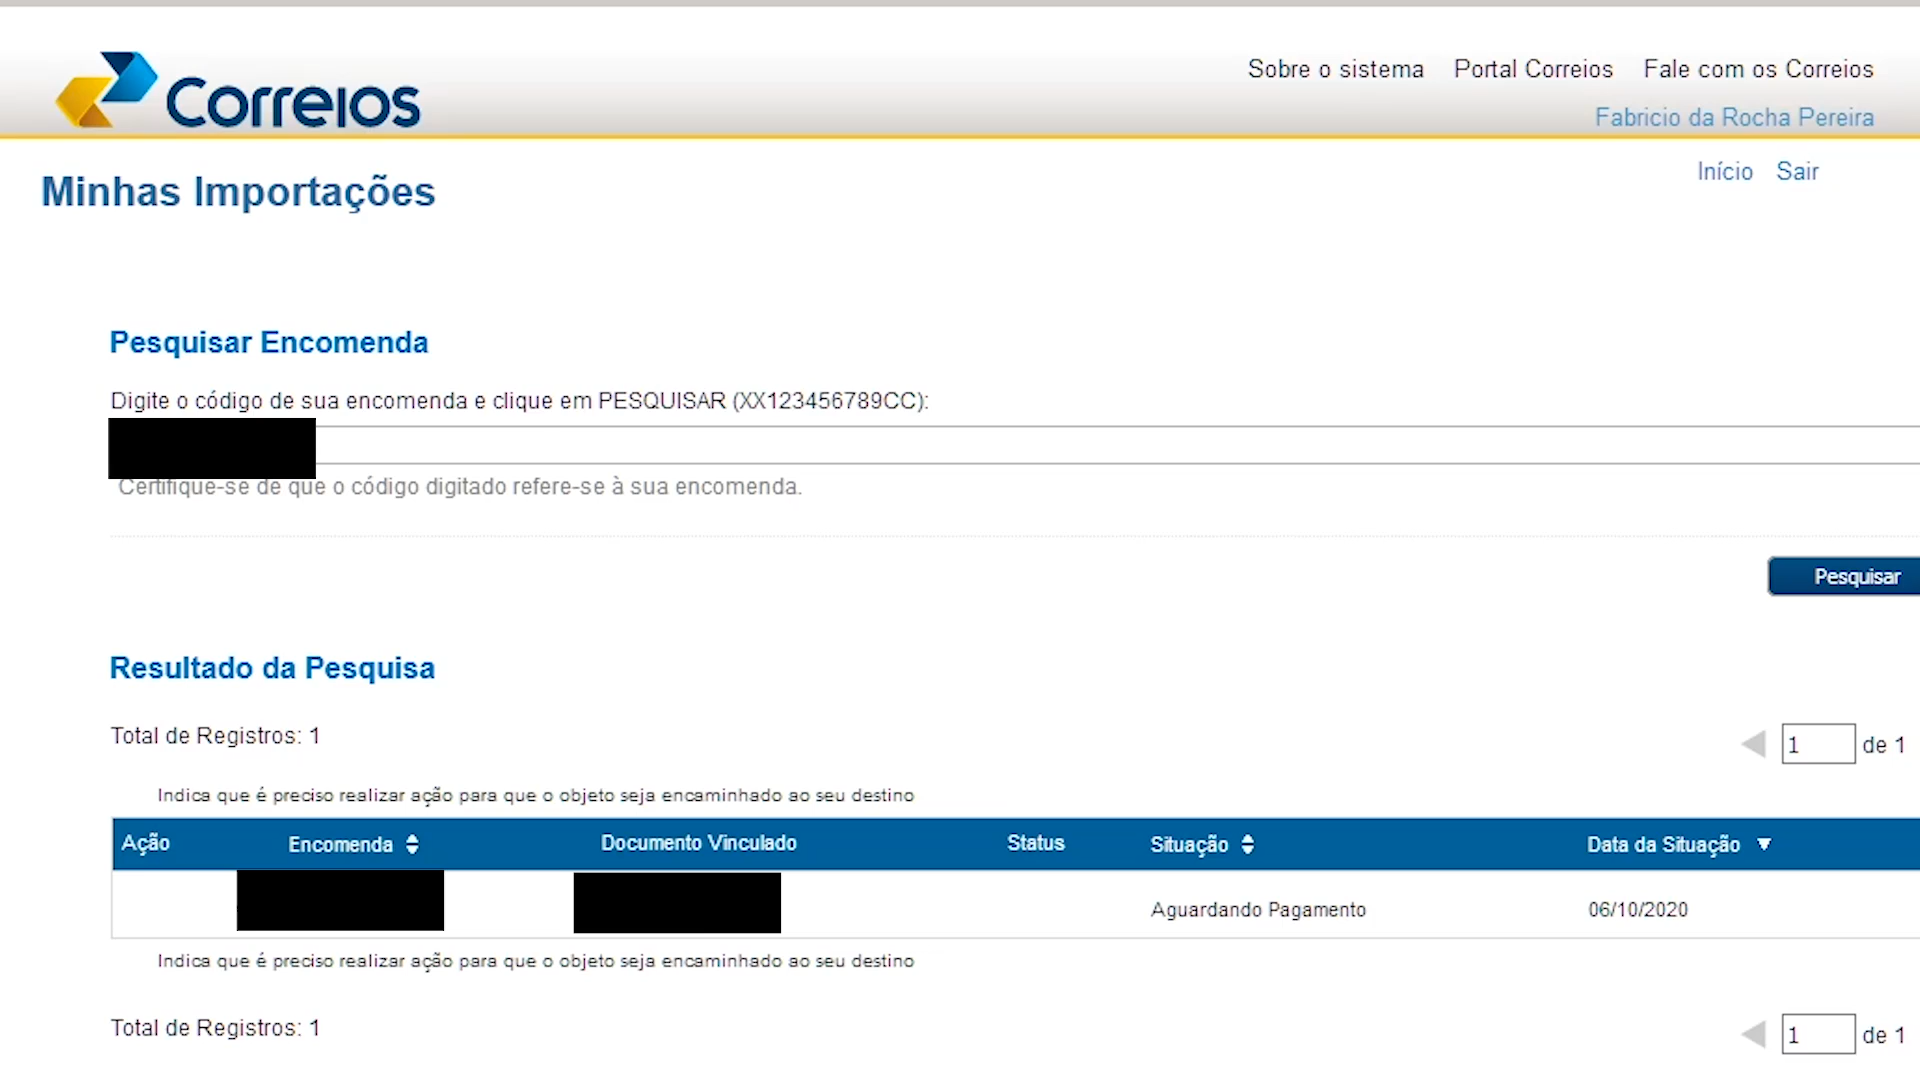 Correios
Sobre o sistema Portal Correios Fale com os Correios
Fabricio da Rocha Pereira
Início Sair
Minhas Importações
Pesquisar Encomenda
Digite o código de sua encomenda e clique em PESQUISAR (XX123456789CC):
Certifique-se de que o código digitado refere-se à sua encomenda.
Pesquisar
Resultado da Pesquisa
Total de Registros: 1
1 de 1
Indica que é preciso realizar ação para que o objeto seja encaminhado ao seu destino
Ação Encomenda Documento Vinculado Status Situação Data da Situação
Aguardando Pagamento 06/10/2020
Indica que é preciso realizar ação para que o objeto seja encaminhado ao seu destino
Total de Registros: 1
1 de 1